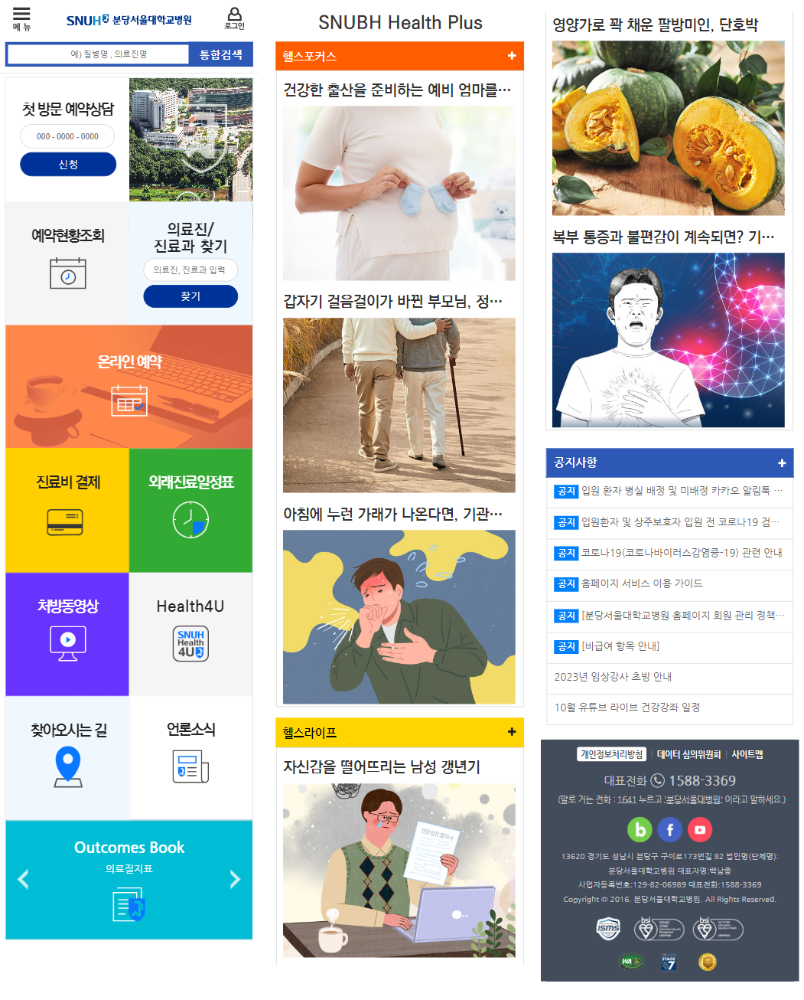 메 뉴
SNUH 분당서울대학교병원
로그인
예) 질병명 , 의료진명
통합검색
첫 방문 예약상담
000 - 0000 - 0000
신청
예약현황조회
의료진/
진료과 찾기
의료진, 진료과 입력
찾기
온라인 예약
진료비 결제
외래진료일정표
처방동영상
Health4U
SNUH
Health
4U
찾아오시는 길
언론소식
Outcomes Book
의료질지표
SNUBH Health Plus
헬스포커스
건강한 출산을 준비하는 예비 엄마를…
갑자기 걸음걸이가 바뀐 부모님, 정…
아침에 누런 가래가 나온다면, 기관…
헬스라이프
자신감을 떨어뜨리는 남성 갱년기
건강검진 결과서
영양가로 꽉 채운 팔방미인, 단호박
복부 통증과 불편감이 계속되면? 기…
공지사항
공지 입원 환자 병실 배정 및 미배정 카카오 알림톡 …
공지 입원환자 및 상주보호자 입원 전 코로나19 검…
공지 코로나19(코로나바이러스감염증-19) 관련 안내
공지 홈페이지 서비스 이용 가이드
공지 [분당서울대학교병원 홈페이지 회원 관리 정책…
공지 [비급여 항목 안내]
2023년 임상강사 초빙 안내
10월 유튜브 라이브 건강강좌 일정
개인정보처리방침 | 데이터 심의위원회 | 사이트맵
대표전화 1588-3369
(말로 거는 전화 : 1641 누르고 '분당서울대병원' 이라고 말하세요.)
13620 경기도 성남시 분당구 구미로173번길 82 법인명(단체명):
분당서울대학교병원 대표자명:백남종
사업자등록번호:129-82-06989 대표전화:1588-3369
Copyright © 2016. 분당서울대학교병원. All Rights Reserved.
isms
bsi
bsi
WA
STAGE
7